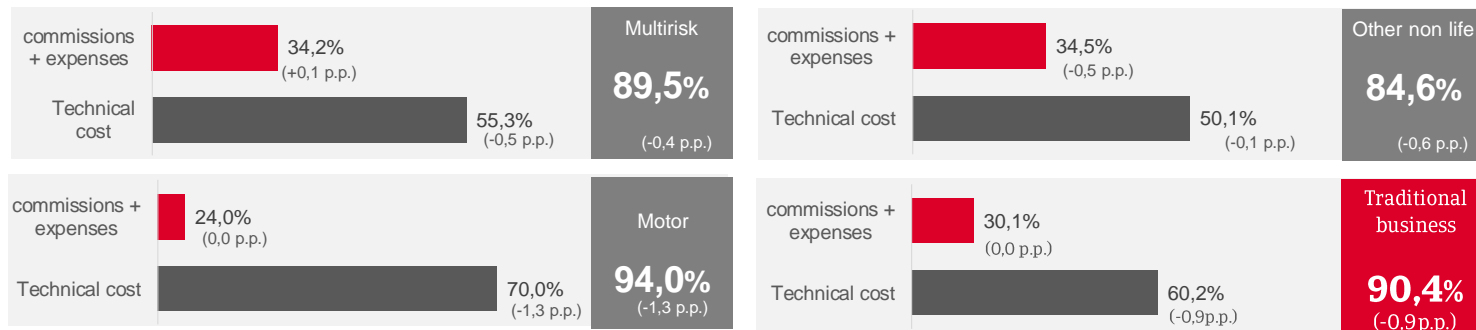 commissions
+ expenses
34,2%
(+0,1 p.p.)
Technical
cost
55,3%
(-0,5 p.p.)
Multirisk
89,5%
(-0,4 p.p.)
commissions +
expenses
34,5%
(-0,5 p.p.)
Technical cost
50,1%
(-0,1 p.p.)
Other non life
84,6%
(-0,6 p.p.)
commissions +
expenses
24,0%
(0,0 p.p.)
Technical cost
70,0%
(-1,3 p.p.)
Motor
94,0%
(-1,3 p.p.)
commissions +
expenses
30,1%
(0,0 p.p.)
Technical cost
60,2%
(-0,9p.p.)
Traditional
business
90,4%
(-0,9p.p.)